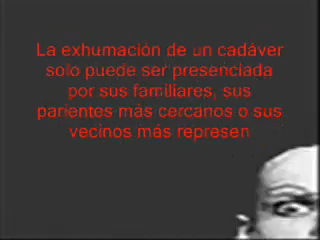 La exhumación de un cadáver
solo puede ser presenciada
por sus familiares, sus
parientes más cercanos o sus
vecinos más represen